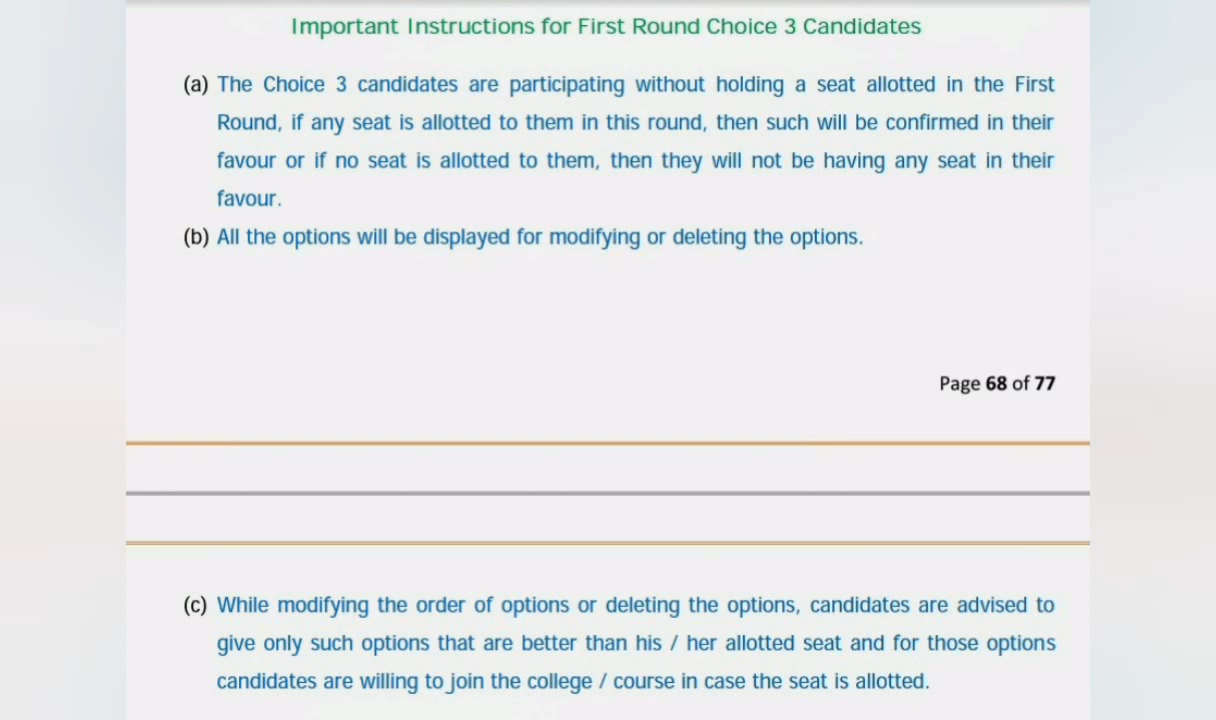 Important Instructions for First Round Choice 3 Candidates
(a) The Choice 3 candidates are participating without holding a seat allotted in the First
Round, if any seat is allotted to them in this round, then such will be confirmed in their
favour or if no seat is allotted to them, then they will not be having any seat in their
favour.
(b) All the options will be displayed for modifying or deleting the options.
Page 68 of 77
(c) While modifying the order of options or deleting the options, candidates are advised to
give only such options that are better than his / her allotted seat and for those options
candidates are willing to join the college / course in case the seat is allotted.